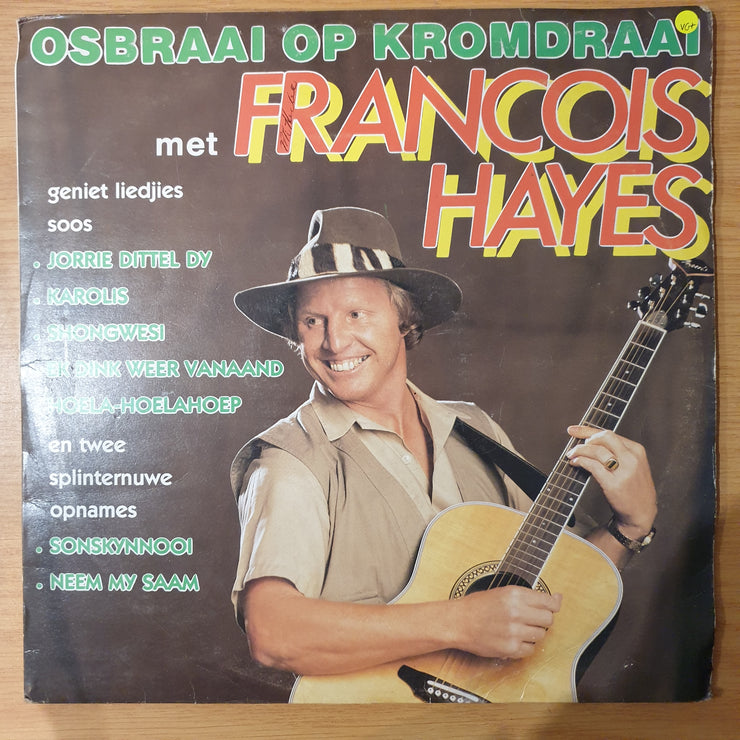 OSBRAAI OP KROMDRAAI
VG+
met FRANCOIS
HAYES
geniet liedjies
soos
• JORRIE DITTEL DY
• KAROLIS
• SHONGWESI
• EK DINK WEER VANAAND
• HOELA-HOELAHOEP
en twee
splinternuwe
opnames
• SONSKYNNOOI
• NEEM MY SAAM